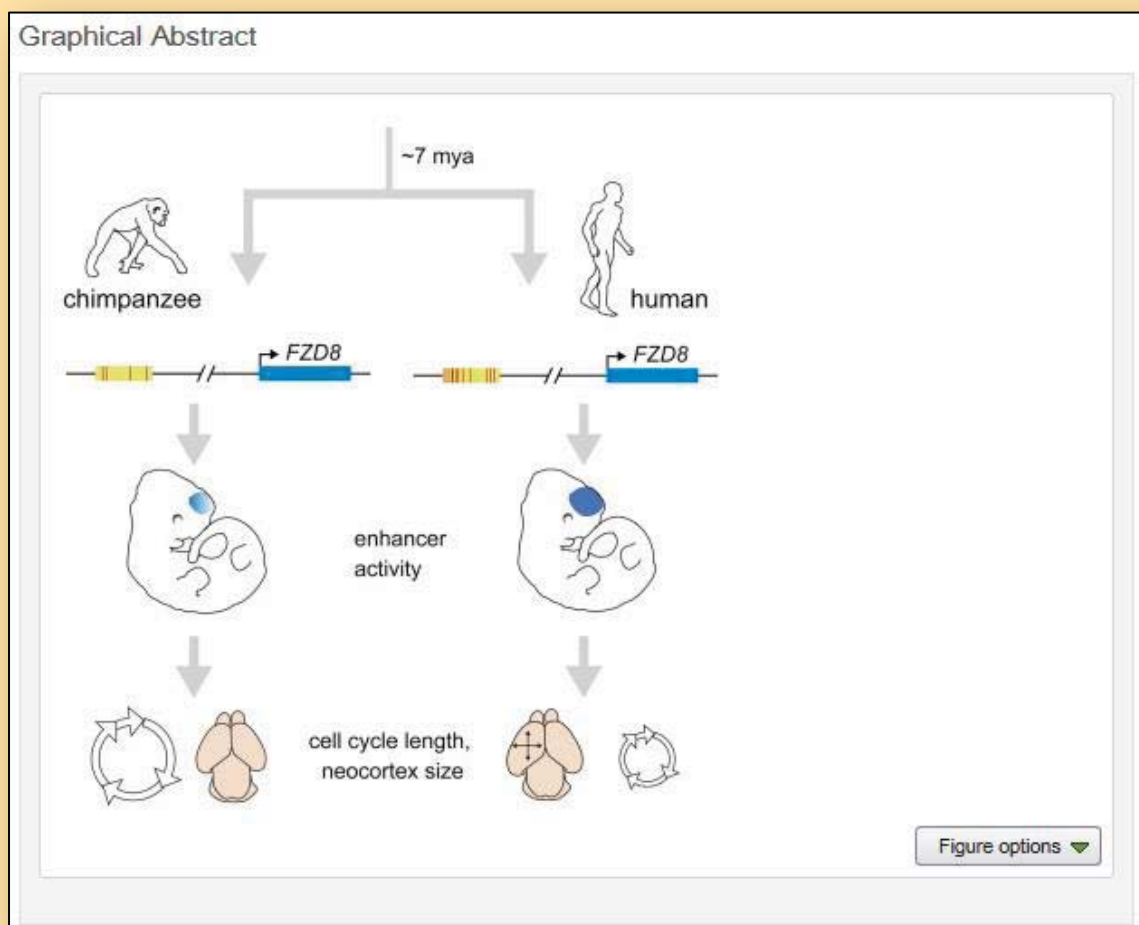 Graphical Abstract
~7 mya
chimpanzee
human
FZD8
FZD8
enhancer
activity
cell cycle length,
neocortex size
Figure options